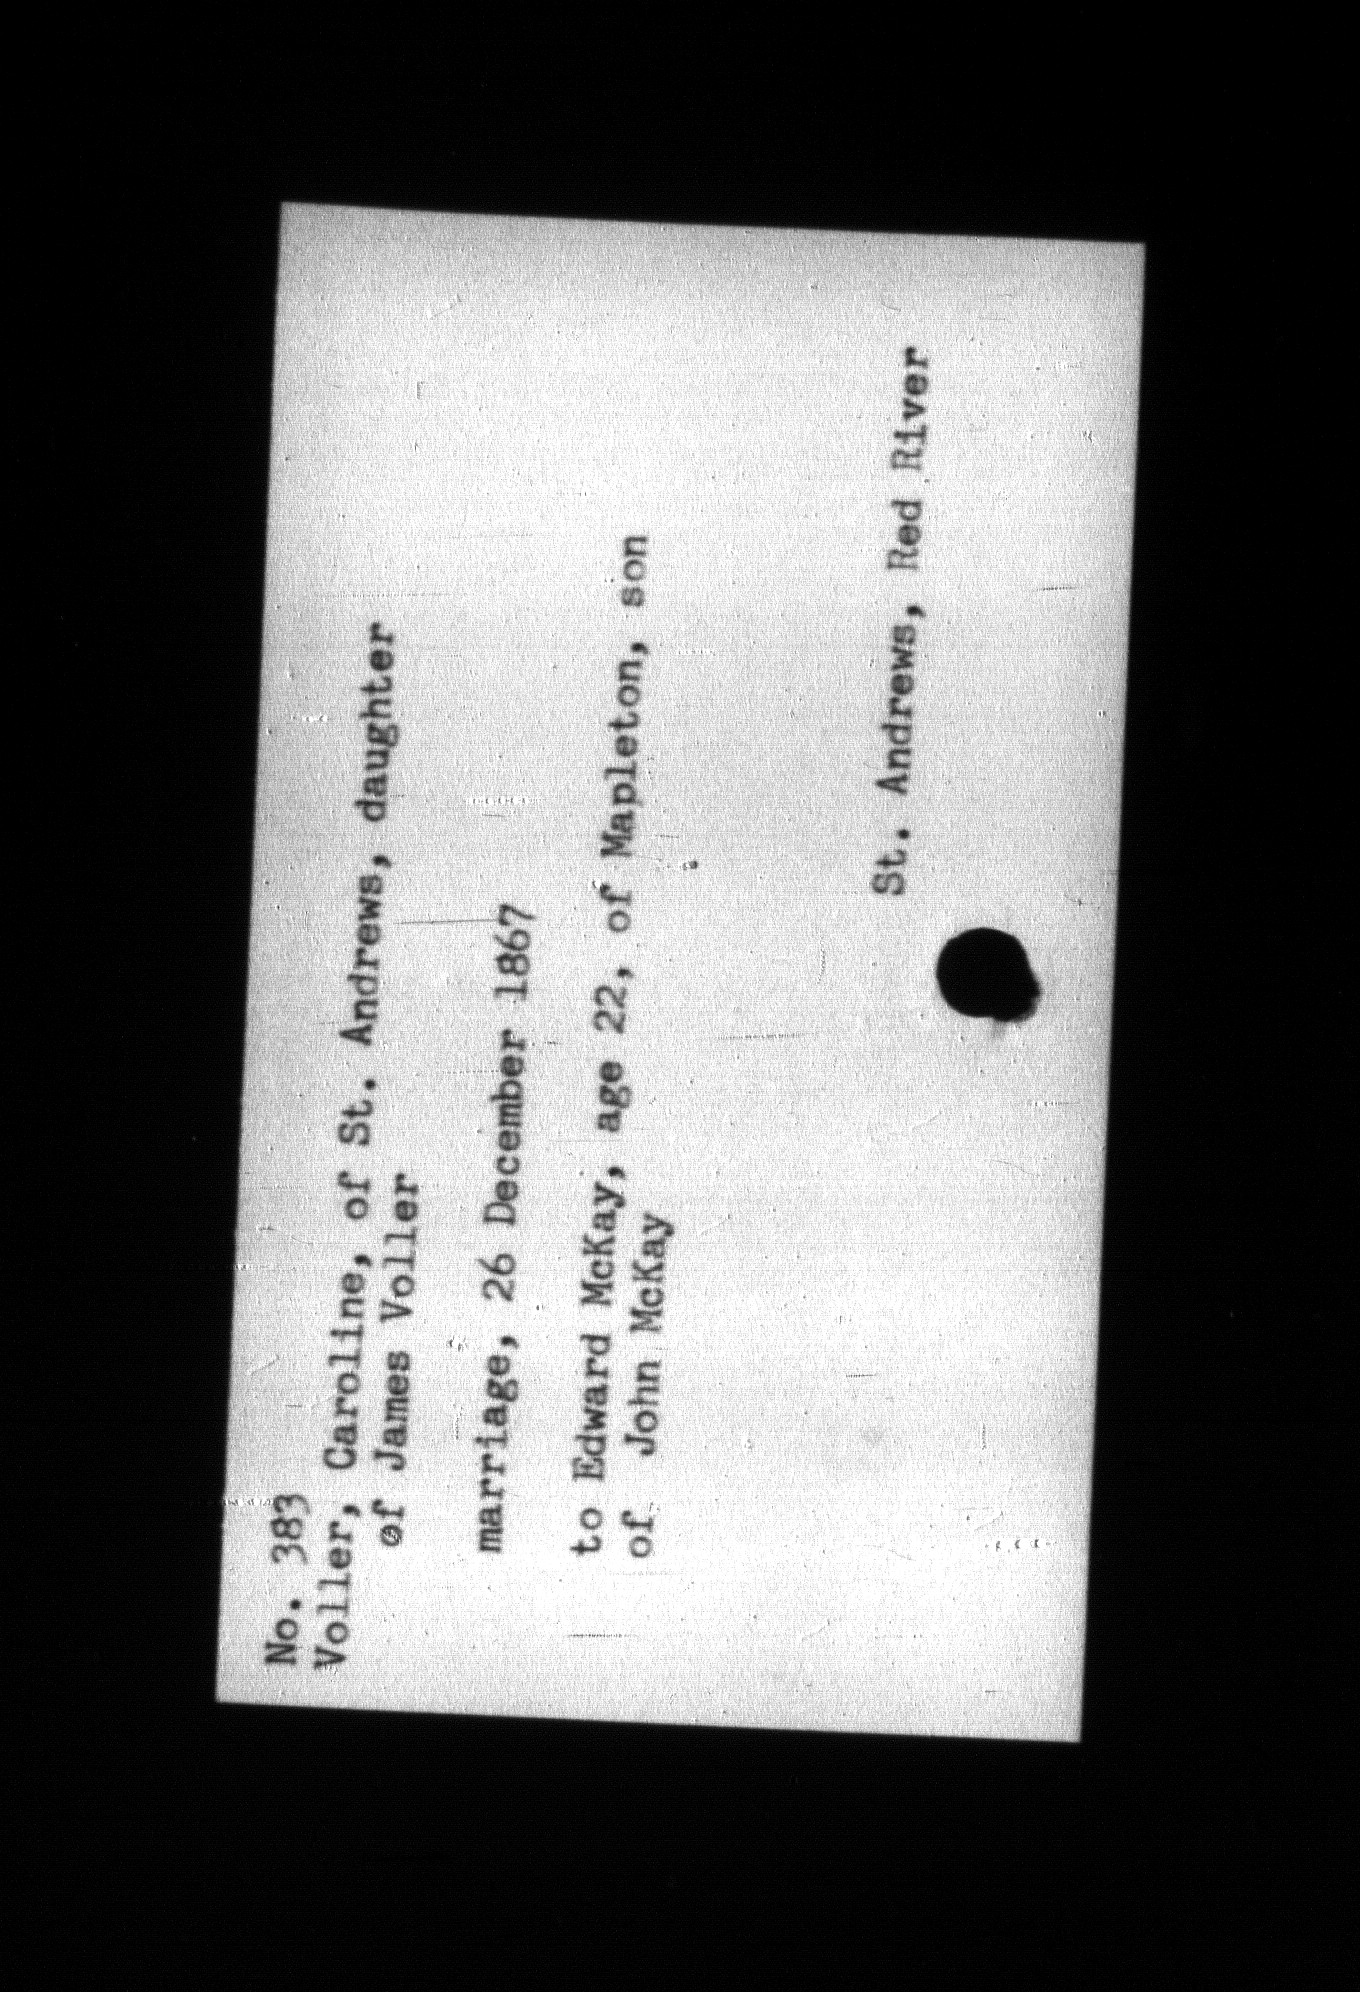 No. 383
Voller, Caroline, of St. Andrews, daughter
of James Voller
marriage, 26 December 1867
to Edward McKay, age 22, of Mapleton, son
of John McKay
St. Andrews, Red River